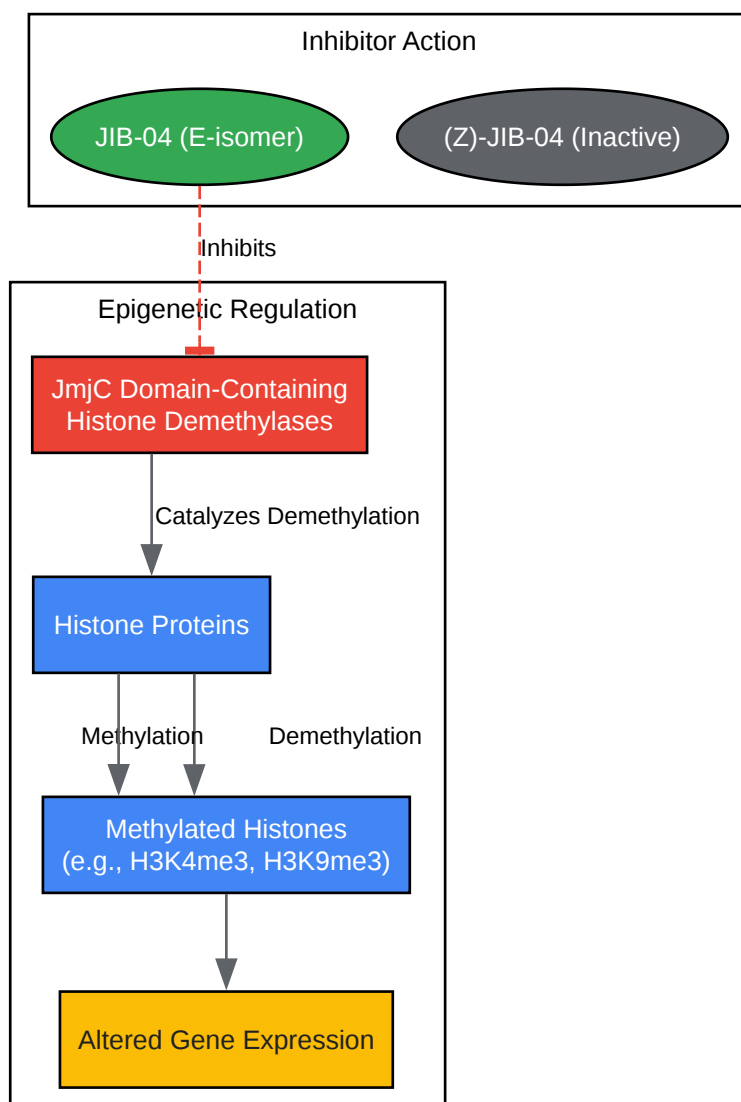 Inhibitor Action
JIB-04 (E-isomer)
(Z)-JIB-04 (Inactive)
Inhibits
Epigenetic Regulation
JmjC Domain-Containing
Histone Demethylases
Catalyzes Demethylation
Histone Proteins
Methylation
Demethylation
Methylated Histones
(e.g., H3K4me3, H3K9me3)
Altered Gene Expression